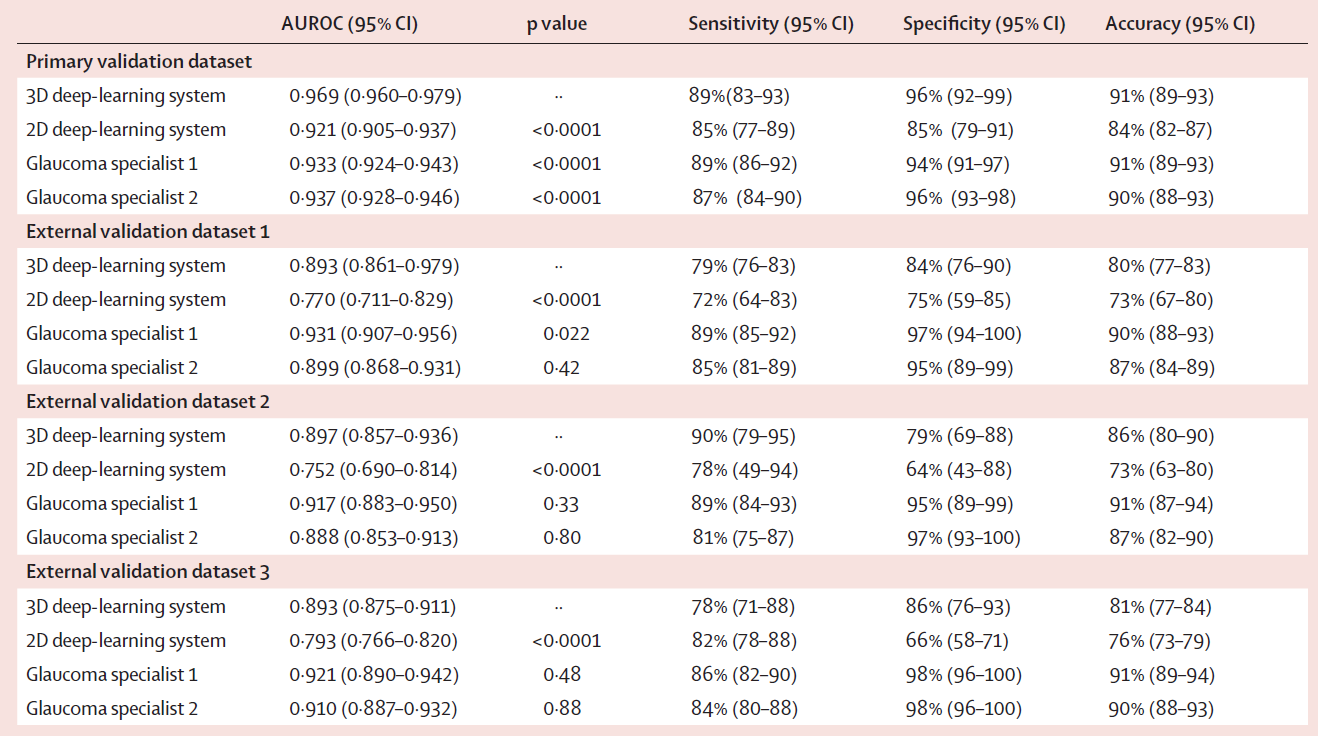 AUROC (95% CI) p value Sensitivity (95% CI) Specificity (95% CI) Accuracy (95% CI)
Primary validation dataset
3D deep-learning system 0·969 (0·960–0·979) ·· 89%(83–93) 96% (92–99) 91% (89–93)
2D deep-learning system 0·921 (0·905–0·937) <0·0001 85% (77–89) 85% (79–91) 84% (82–87)
Glaucoma specialist 1 0·933 (0·924–0·943) <0·0001 89% (86–92) 94% (91–97) 91% (89–93)
Glaucoma specialist 2 0·937 (0·928–0·946) <0·0001 87% (84–90) 96% (93–98) 90% (88–93)
External validation dataset 1
3D deep-learning system 0·893 (0·861–0·979) ·· 79% (76–83) 84% (76–90) 80% (77–83)
2D deep-learning system 0·770 (0·711–0·829) <0·0001 72% (64–83) 75% (59–85) 73% (67–80)
Glaucoma specialist 1 0·931 (0·907–0·956) 0·022 89% (85–92) 97% (94–100) 90% (88–93)
Glaucoma specialist 2 0·899 (0·868–0.931) 0·42 85% (81–89) 95% (89–99) 87% (84–89)
External validation dataset 2
3D deep-learning system 0·897 (0·857–0·936) ·· 90% (79–95) 79% (69–88) 86% (80–90)
2D deep-learning system 0·752 (0·690–0·814) <0·0001 78% (49–94) 64% (43–88) 73% (63–80)
Glaucoma specialist 1 0·917 (0·883–0·950) 0·33 89% (84–93) 95% (89–99) 91% (87–94)
Glaucoma specialist 2 0·888 (0·853–0·913) 0·80 81% (75–87) 97% (93–100) 87% (82–90)
External validation dataset 3
3D deep-learning system 0·893 (0·875–0·911) ·· 78% (71–88) 86% (76–93) 81% (77–84)
2D deep-learning system 0·793 (0·766–0·820) <0·0001 82% (78–88) 66% (58–71) 76% (73–79)
Glaucoma specialist 1 0·921 (0·890–0·942) 0·48 86% (82–90) 98% (96–100) 91% (89–94)
Glaucoma specialist 2 0·910 (0·887–0·932) 0·88 84% (80–88) 98% (96–100) 90% (88–93)